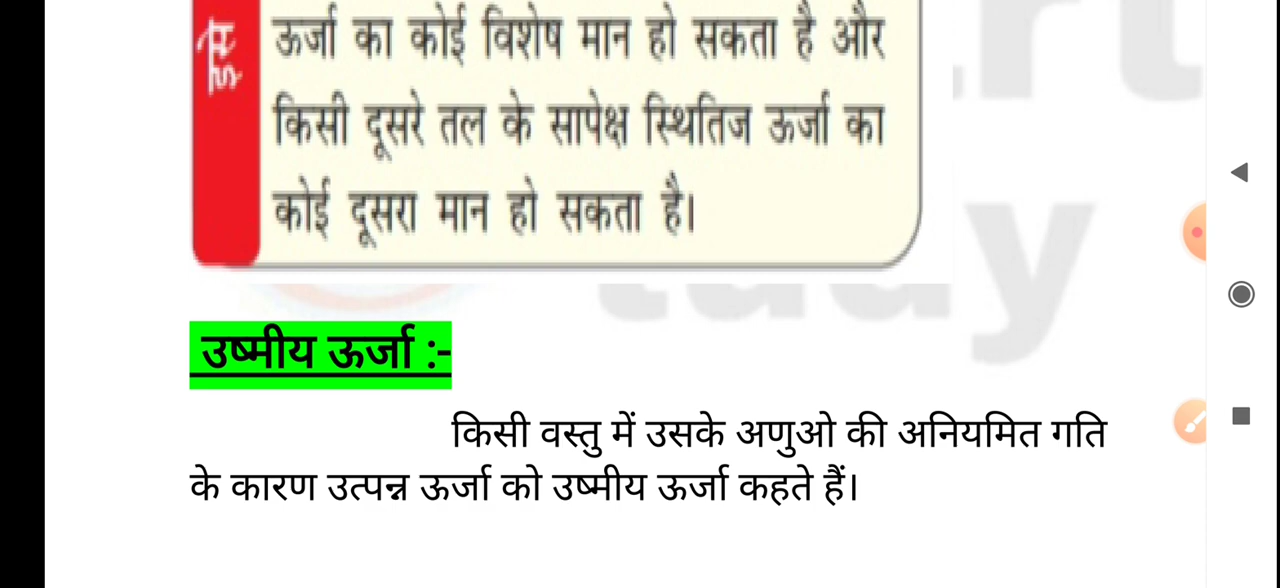 इसे
ऊर्जा का कोई विशेष मान हो सकता है और
किसी दूसरे तल के सापेक्ष स्थितिज ऊर्जा का
कोई दूसरा मान हो सकता है।
उष्मीय ऊर्जा :-
किसी वस्तु में उसके अणुओ की अनियमित गति
के कारण उत्पन्न ऊर्जा को उष्मीय ऊर्जा कहते हैं।